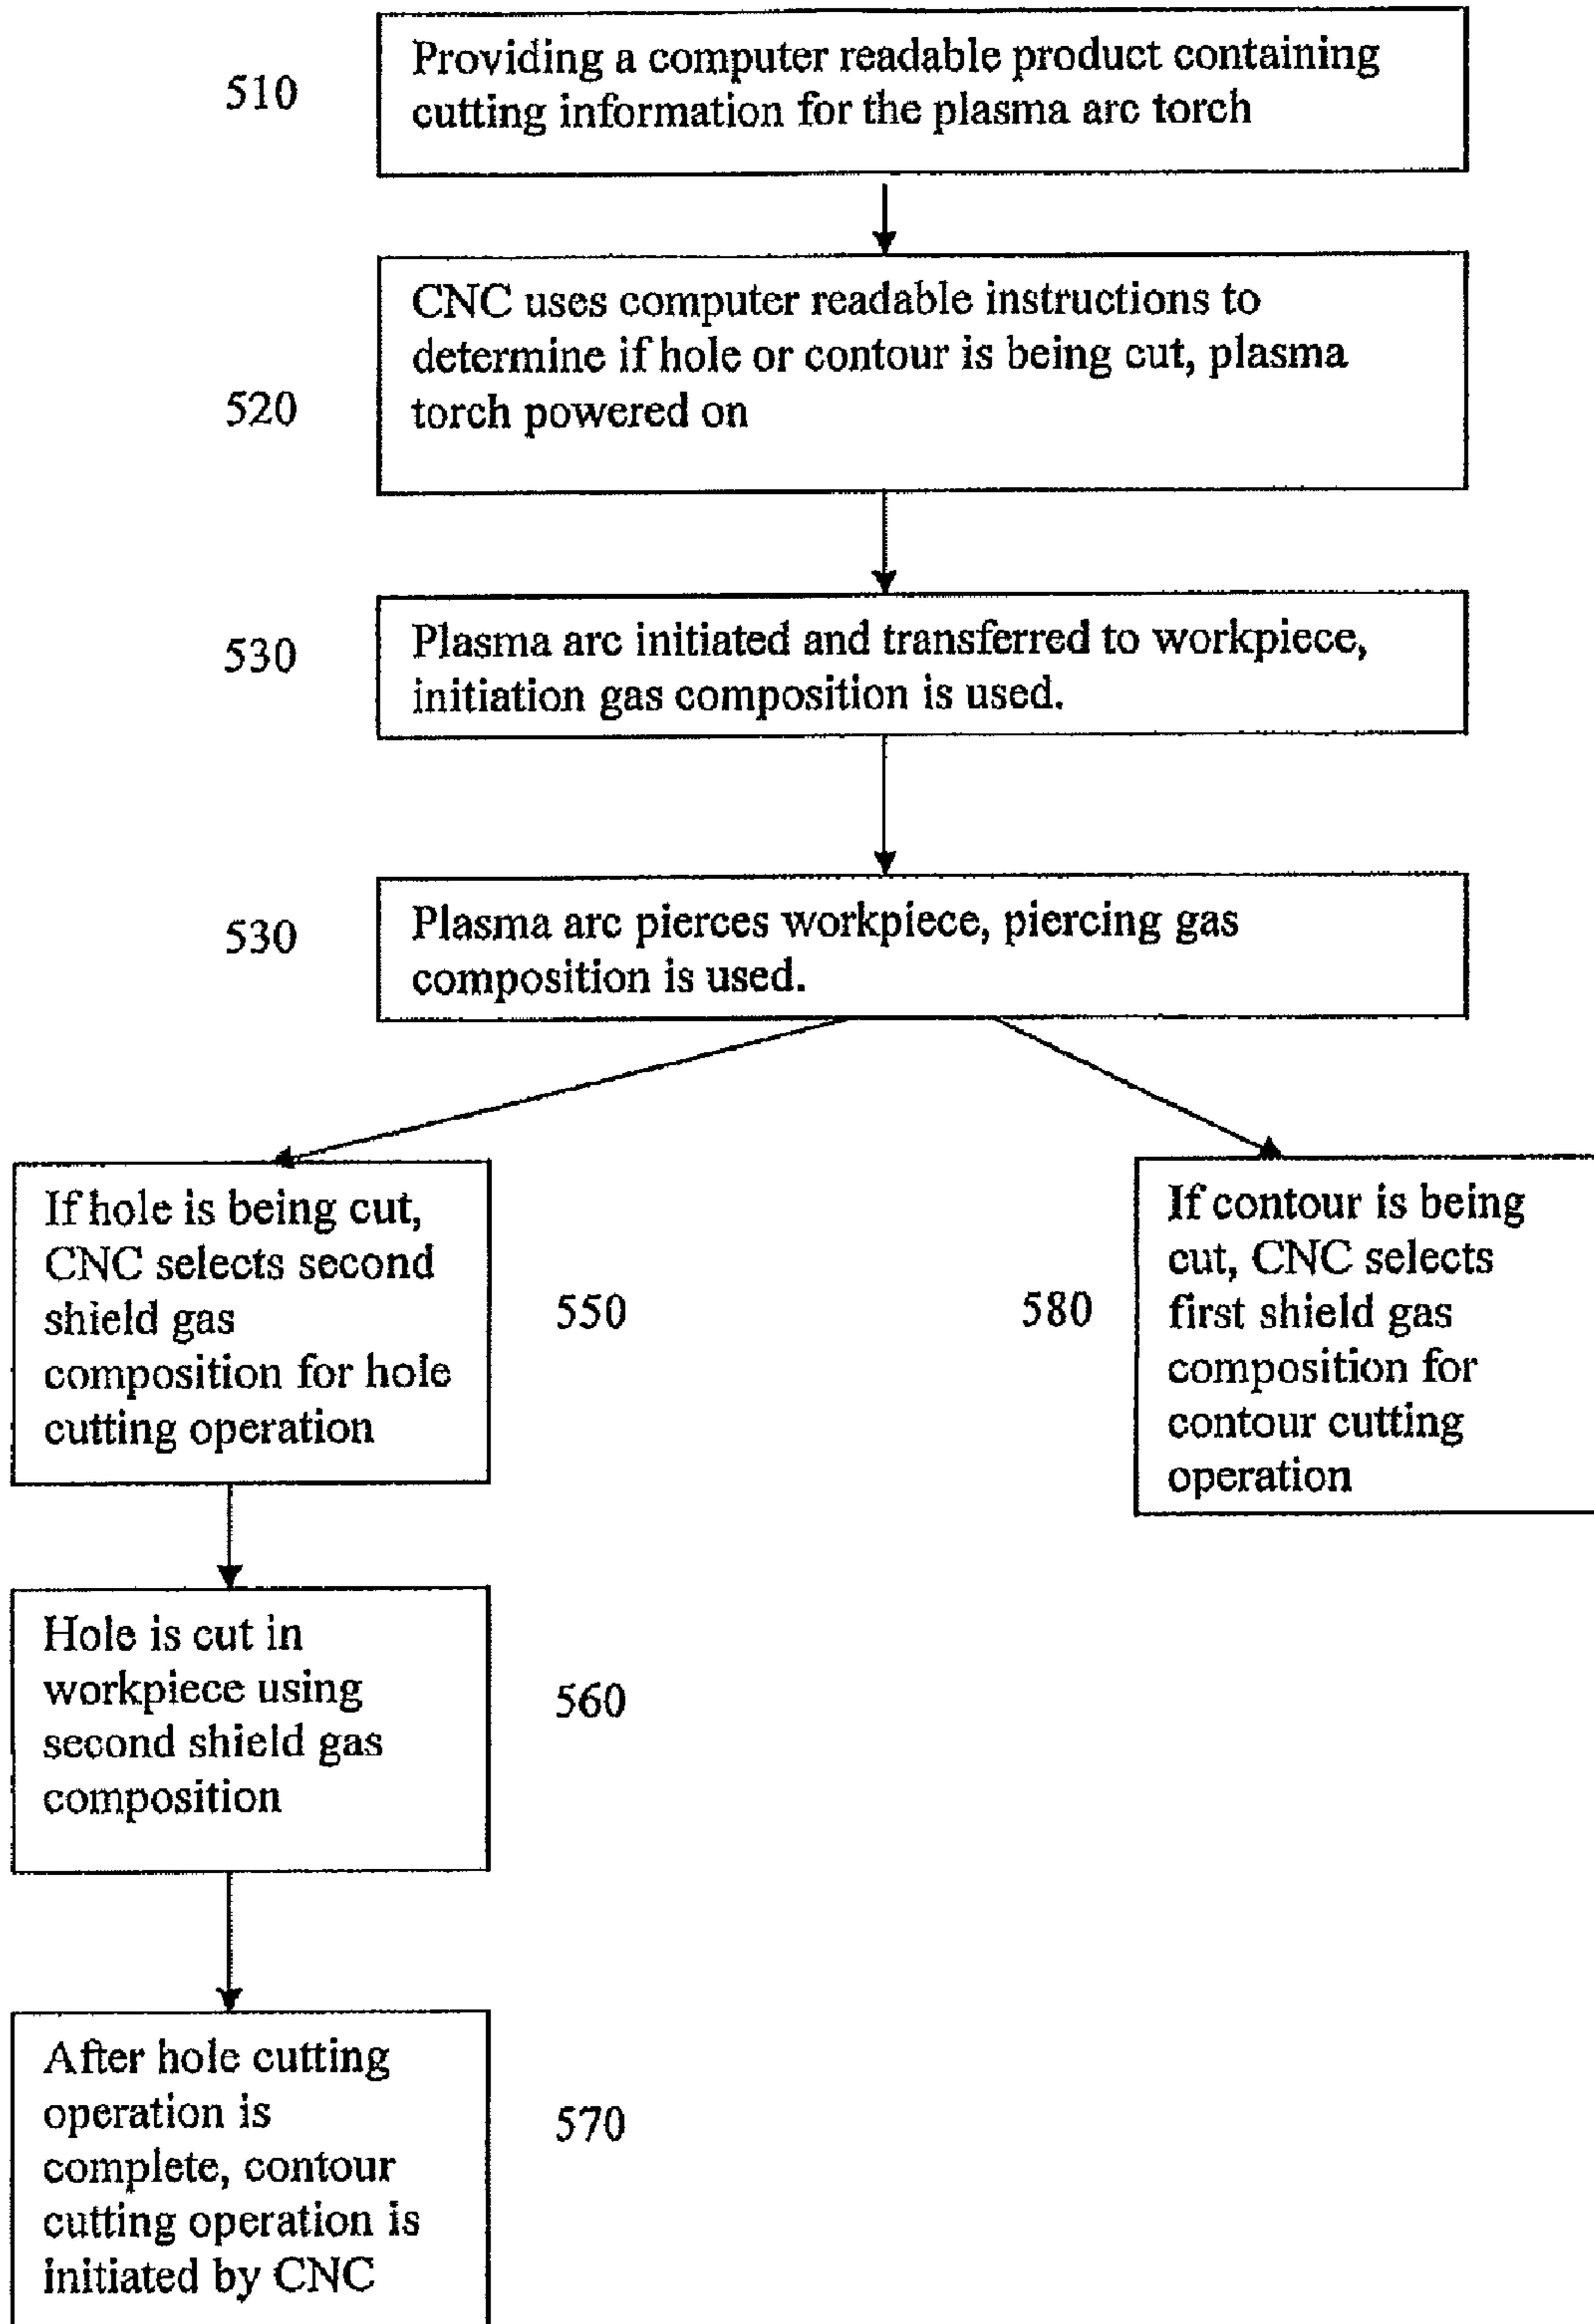 510
Providing a computer readable product containing
cutting information for the plasma arc torch
520
CNC uses computer readable instructions to
determine if hole or contour is being cut, plasma
torch powered on
530
Plasma arc initiated and transferred to workpiece,
initiation gas composition is used.
530
Plasma arc pierces workpiece, piercing gas
composition is used.
If hole is being cut,
CNC selects second
shield gas
composition for hole
cutting operation
550
580
If contour is being
cut, CNC selects
first shield gas
composition for
contour cutting
operation
Hole is cut in
workpiece using
second shield gas
composition
560
After hole cutting
operation is
complete, contour
cutting operation is
initiated by CNC
570